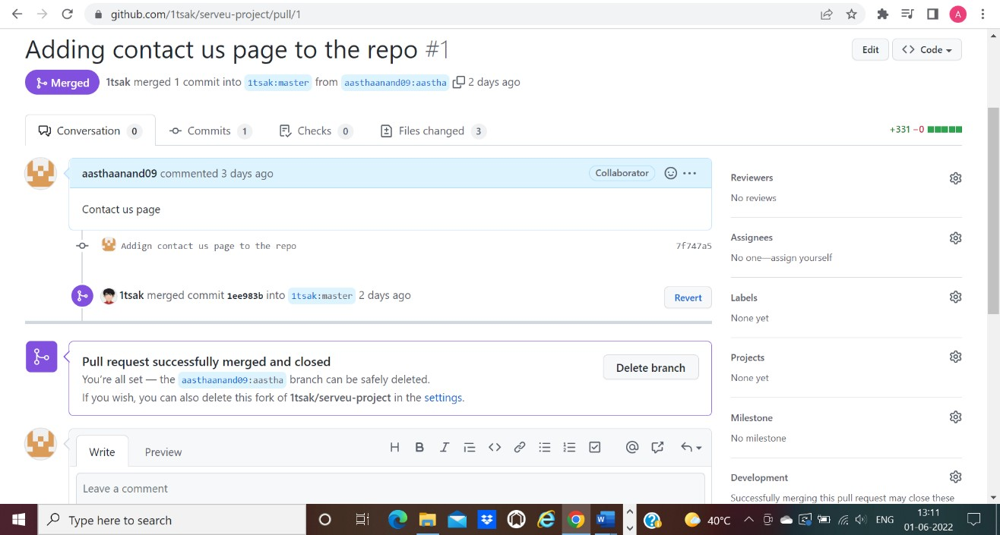 github.com/1tsak/serveu-project/pull/1
A
Adding contact us page to the repo #1
Edit
<> Code
Merged 1tsak merged 1 commit into 1tsak:master from aasthaanand09:aastha 2 days ago
Conversation 0 Commits 1 Checks 0 Files changed 3
+331 −0
aasthaanand09 commented 3 days ago
Collaborator
Contact us page
Addign contact us page to the repo
7f747a5
1tsak merged commit 1ee983b into 1tsak:master 2 days ago
Revert
Pull request successfully merged and closed
You're all set — the aasthaanand09:aastha branch can be safely deleted.
If you wish, you can also delete this fork of 1tsak/serveu-project in the settings.
Delete branch
Write Preview
Leave a comment
Reviewers
No reviews
Assignees
No one—assign yourself
Labels
None yet
Projects
None yet
Milestone
No milestone
Development
Successfully merging this pull request may close these
Type here to search
40°C
ENG
13:11
01-06-2022